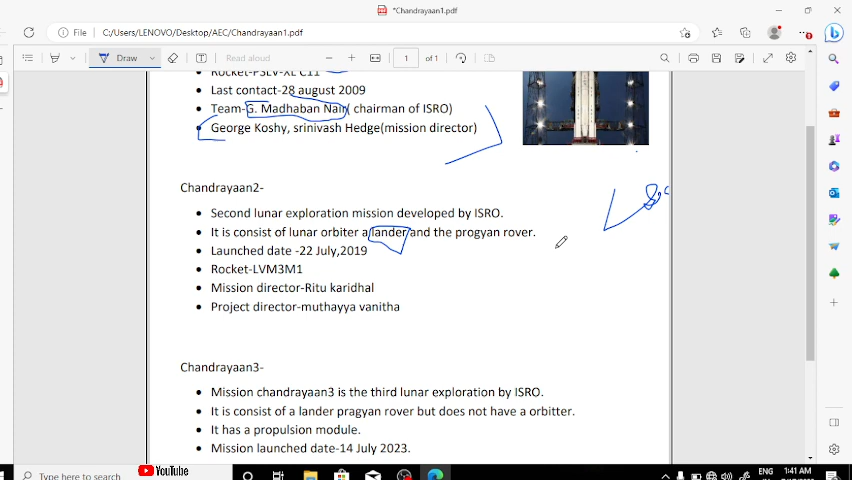 *Chandrayaan1.pdf
File
C:/Users/LENOVO/Desktop/AEC/Chandrayaan1.pdf
Draw
Read aloud
1 of 1
Rocket-PSLV-XL C11
Last contact-28 august 2009
Team-G. Madhaban Nair( chairman of ISRO)
George Koshy, srinivash Hedge(mission director)
Chandrayaan2-
Second lunar exploration mission developed by ISRO.
It is consist of lunar orbiter a lander and the progyan rover.
Launched date -22 July,2019
Rocket-LVM3M1
Mission director-Ritu karidhal
Project director-muthayya vanitha
Chandrayaan3-
Mission chandrayaan3 is the third lunar exploration by ISRO.
It is consist of a lander pragyan rover but does not have a orbitter.
It has a propulsion module.
Mission launched date-14 July 2023.
Type here to search
YouTube
ENG
1:41 AM